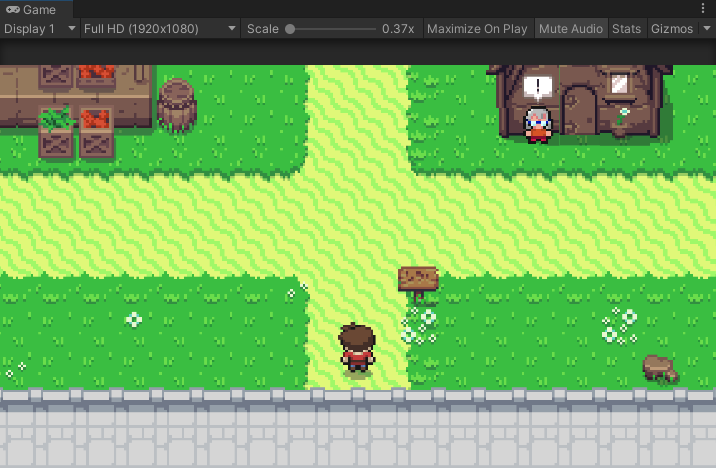 Game
Display 1 Full HD (1920x1080) Scale 0.37x Maximize On Play Mute Audio Stats Gizmos
!